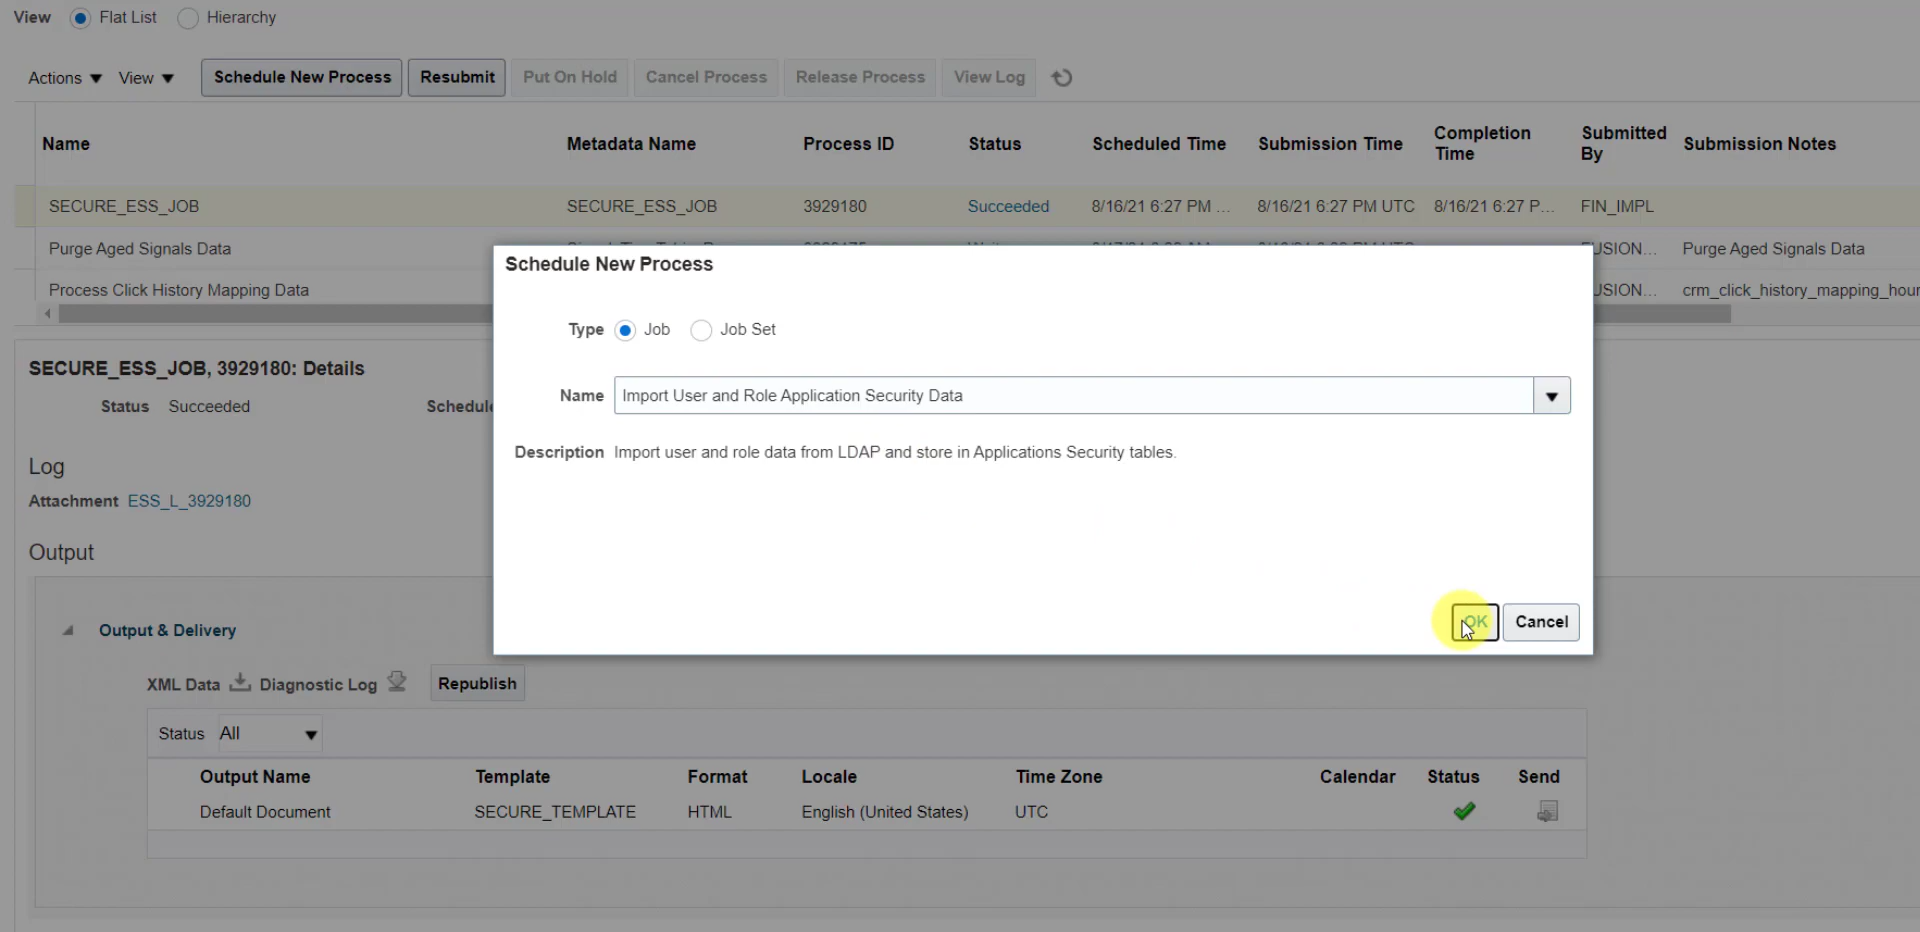 View Flat List Hierarchy
Actions View Schedule New Process Resubmit Put On Hold Cancel Process Release Process View Log
Name Metadata Name Process ID Status Scheduled Time Submission Time Completion Time Submitted By Submission Notes
SECURE_ESS_JOB SECURE_ESS_JOB 3929180 Succeeded 8/16/21 6:27 PM ... 8/16/21 6:27 PM UTC 8/16/21 6:27 P... FIN_IMPL
Purge Aged Signals Data FUSION... Purge Aged Signals Data
Process Click History Mapping Data USION... crm_click_history_mapping_hour
Schedule New Process
Type Job Job Set
Name Import User and Role Application Security Data
Description Import user and role data from LDAP and store in Applications Security tables.
OK Cancel
SECURE_ESS_JOB, 3929180: Details
Status Succeeded Schedule
Log
Attachment ESS_L_3929180
Output
Output & Delivery
XML Data Diagnostic Log Republish
Status All
Output Name Template Format Locale Time Zone Calendar Status Send
Default Document SECURE_TEMPLATE HTML English (United States) UTC